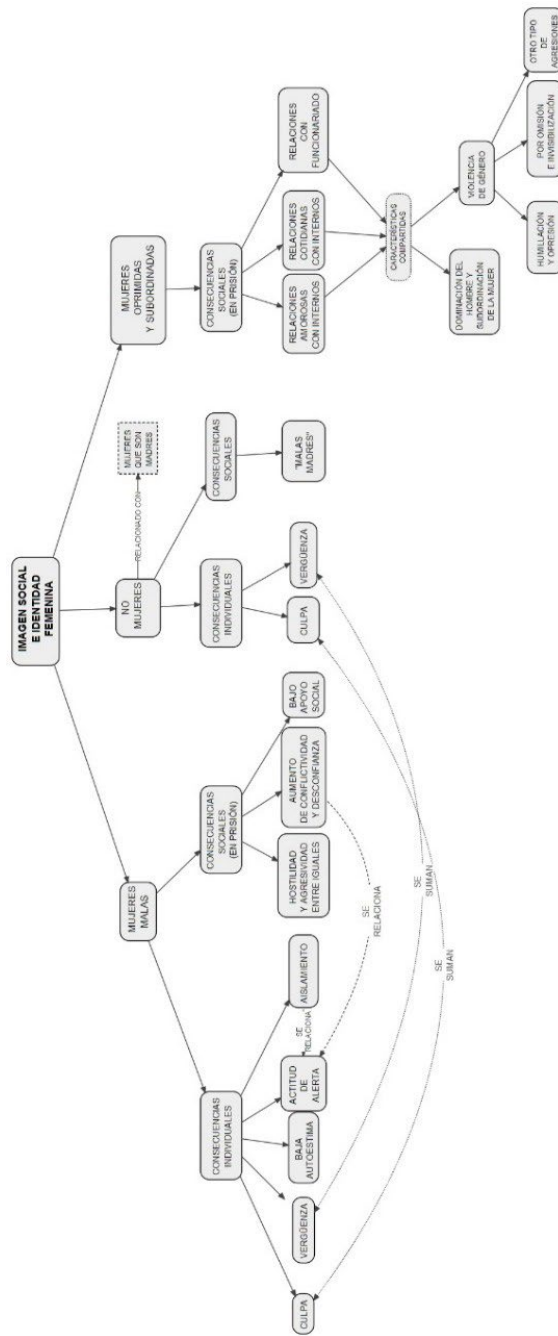 IMAGEN SOCIAL
E IDENTIDAD
FEMENINA
MUJERES
MALAS
NO
MUJERES
RELACIONADO CON
MUJERES
QUE SON
MADRES
MUJERES
OPRIMIDAS
Y SUBORDINADAS
CONSECUENCIAS
INDIVIDUALES
CONSECUENCIAS
SOCIALES
(EN PRISIÓN)
CONSECUENCIAS
INDIVIDUALES
CONSECUENCIAS
SOCIALES
CONSECUENCIAS
SOCIALES
(EN PRISIÓN)
CULPA
VERGÜENZA
BAJA
AUTOESTIMA
ACTITUD
DE
ALERTA
SE
RELACIONA
AISLAMIENTO
HOSTILIDAD
Y AGRESIVIDAD
ENTRE IGUALES
AUMENTO
DE CONFLICTIVIDAD
Y DESCONFIANZA
BAJO
APOYO
SOCIAL
CULPA
VERGÜENZA
"MALAS
MADRES"
RELACIONES
AMOROSAS
CON INTERNOS
RELACIONES
COTIDIANAS
CON INTERNOS
RELACIONES
CON
FUNCIONARIADO
SE
RELACIONA
SE
SUMAN
SE
SUMAN
CARACTERÍSTICAS
COMPARTIDAS
DOMINACIÓN DEL
HOMBRE Y
SUBORDINACIÓN
DE LA MUJER
VIOLENCIA
DE GÉNERO
HUMILLACIÓN
Y OPRESIÓN
POR OMISIÓN
E INVISIBILIZACIÓN
OTRO TIPO
DE
AGRESIONES